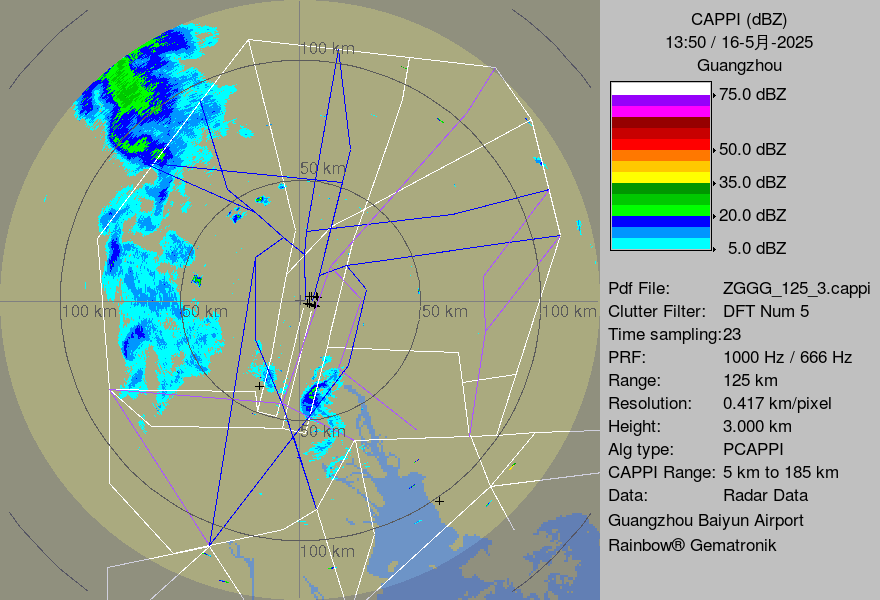 CAPPI (dBZ)
13:50 / 16-5月-2025
Guangzhou
75.0 dBZ
50.0 dBZ
35.0 dBZ
20.0 dBZ
5.0 dBZ
Pdf File: ZGGG_125_3.cappi
Clutter Filter: DFT Num 5
Time sampling:23
PRF: 1000 Hz / 666 Hz
Range: 125 km
Resolution: 0.417 km/pixel
Height: 3.000 km
Alg type: PCAPPI
CAPPI Range: 5 km to 185 km
Data: Radar Data
Guangzhou Baiyun Airport
Rainbow® Gematronik
100 km
50 km
100 km 50 km 50 km 100 km
50 km
100 km